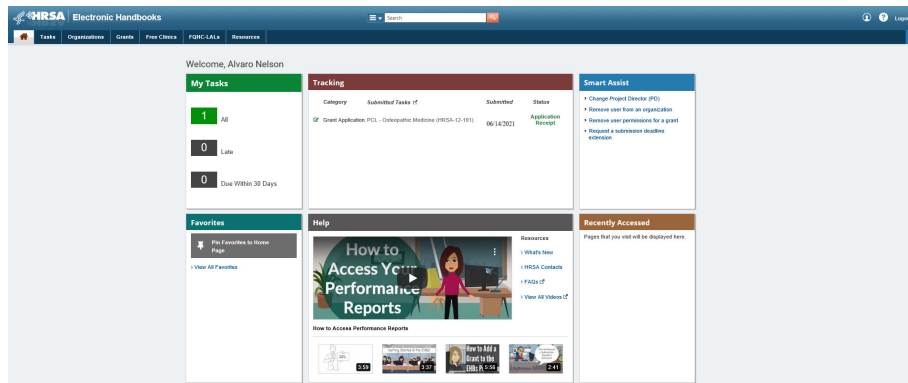 HRSA Electronic Handbooks
Search
Login
Tasks Organizations Grants Free Clinics FQHC-LALs Resources
Welcome, Alvaro Nelson
My Tasks
1 All
0 Late
0 Due Within 30 Days
Tracking
Category Submitted Tasks Submitted Status
Grant Application PCL - Osteopathic Medicine (HRSA-12-191) 06/14/2021 Application
Receipt
Smart Assist
Change Project Director (PD)
Remove user from an organization
Remove user permissions for a grant
Request a submission deadline
extension
Favorites
Pin Favorites to Home
Page
View All Favorites
Help
How to
Access Your
Performance
Reports
Resources
What's New
HRSA Contacts
FAQs
View All Videos
How to Access Performance Reports
3:59
3:37
How to Add a
Grant to the
EHBs
5:56
2:41
Recently Accessed
Pages that you visit will be displayed here.